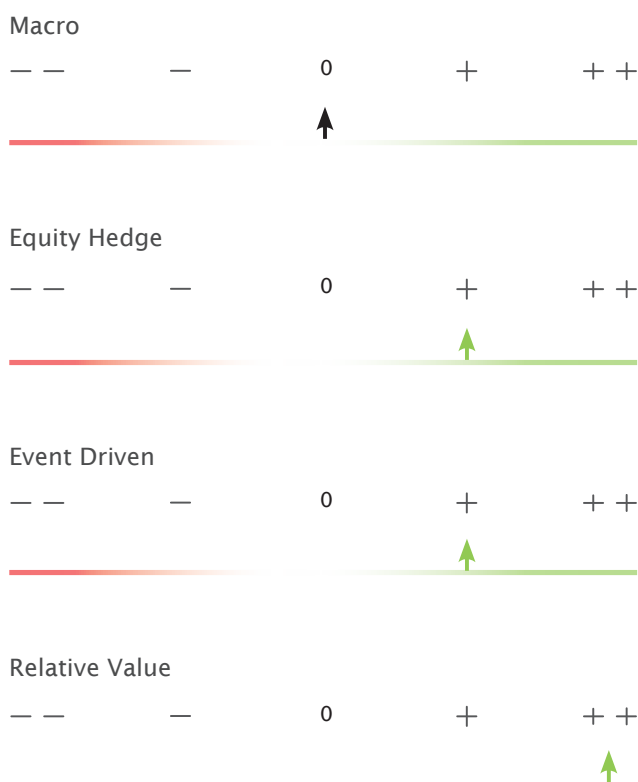 Macro
— — — 0 + + +
Equity Hedge
— — — 0 + + +
Event Driven
— — — 0 + + +
Relative Value
— — — 0 + + +